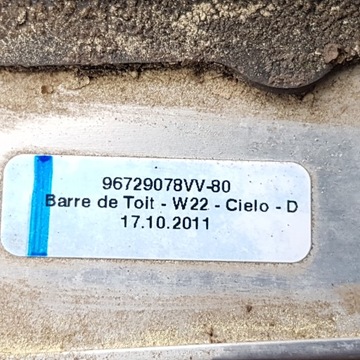 96729078VV-80
Barre de Toit - W22 - Cielo - D
17.10.2011